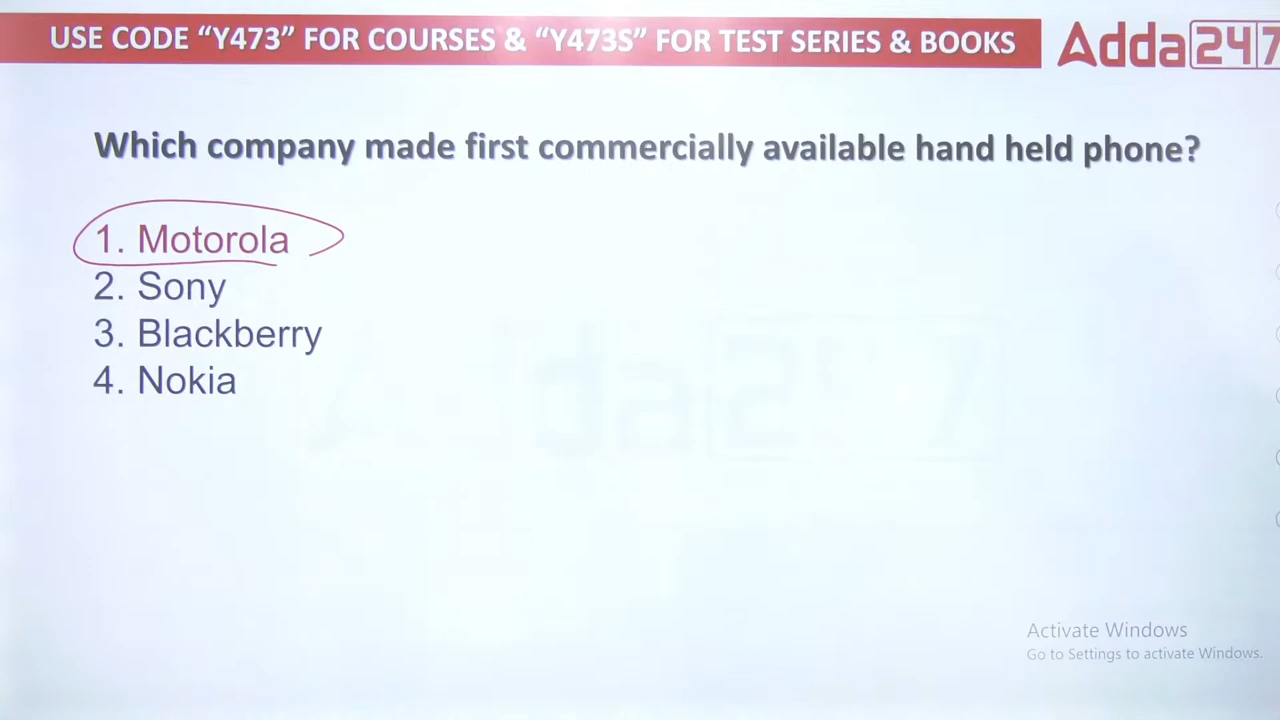 USE CODE “Y473” FOR COURSES & “Y473S” FOR TEST SERIES & BOOKS
Adda247
Which company made first commercially available hand held phone?
1. Motorola
2. Sony
3. Blackberry
4. Nokia
Activate Windows
Go to Settings to activate Windows.